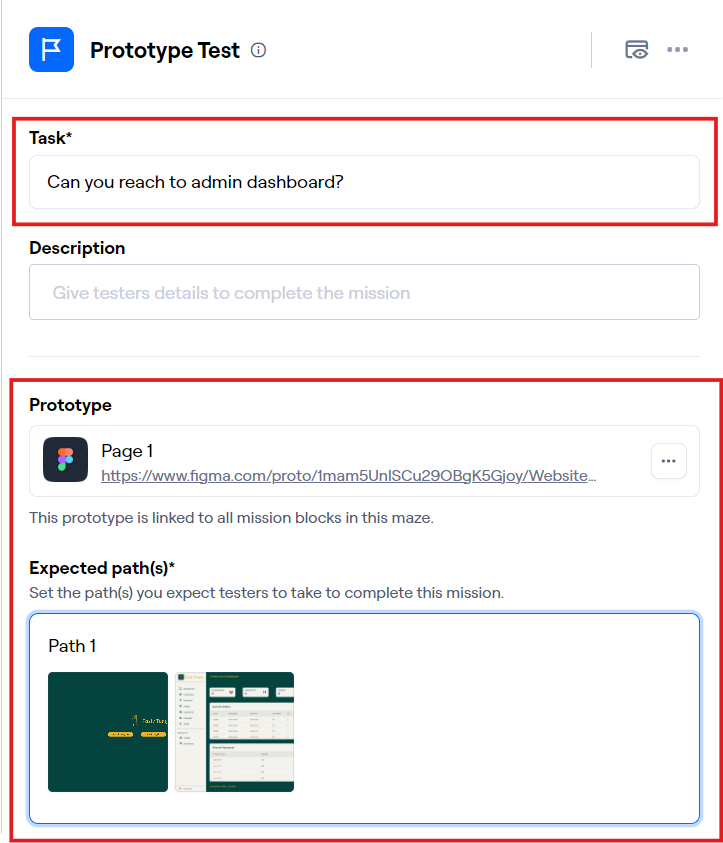 Prototype Test
Task*
Can you reach to admin dashboard?
Description
Give testers details to complete the mission
Prototype
Page 1
https://www.figma.com/proto/1mam5UnISCu29OBgK5Gjoy/Website...
This prototype is linked to all mission blocks in this maze.
Expected path(s)*
Set the path(s) you expect testers to take to complete this mission.
Path 1